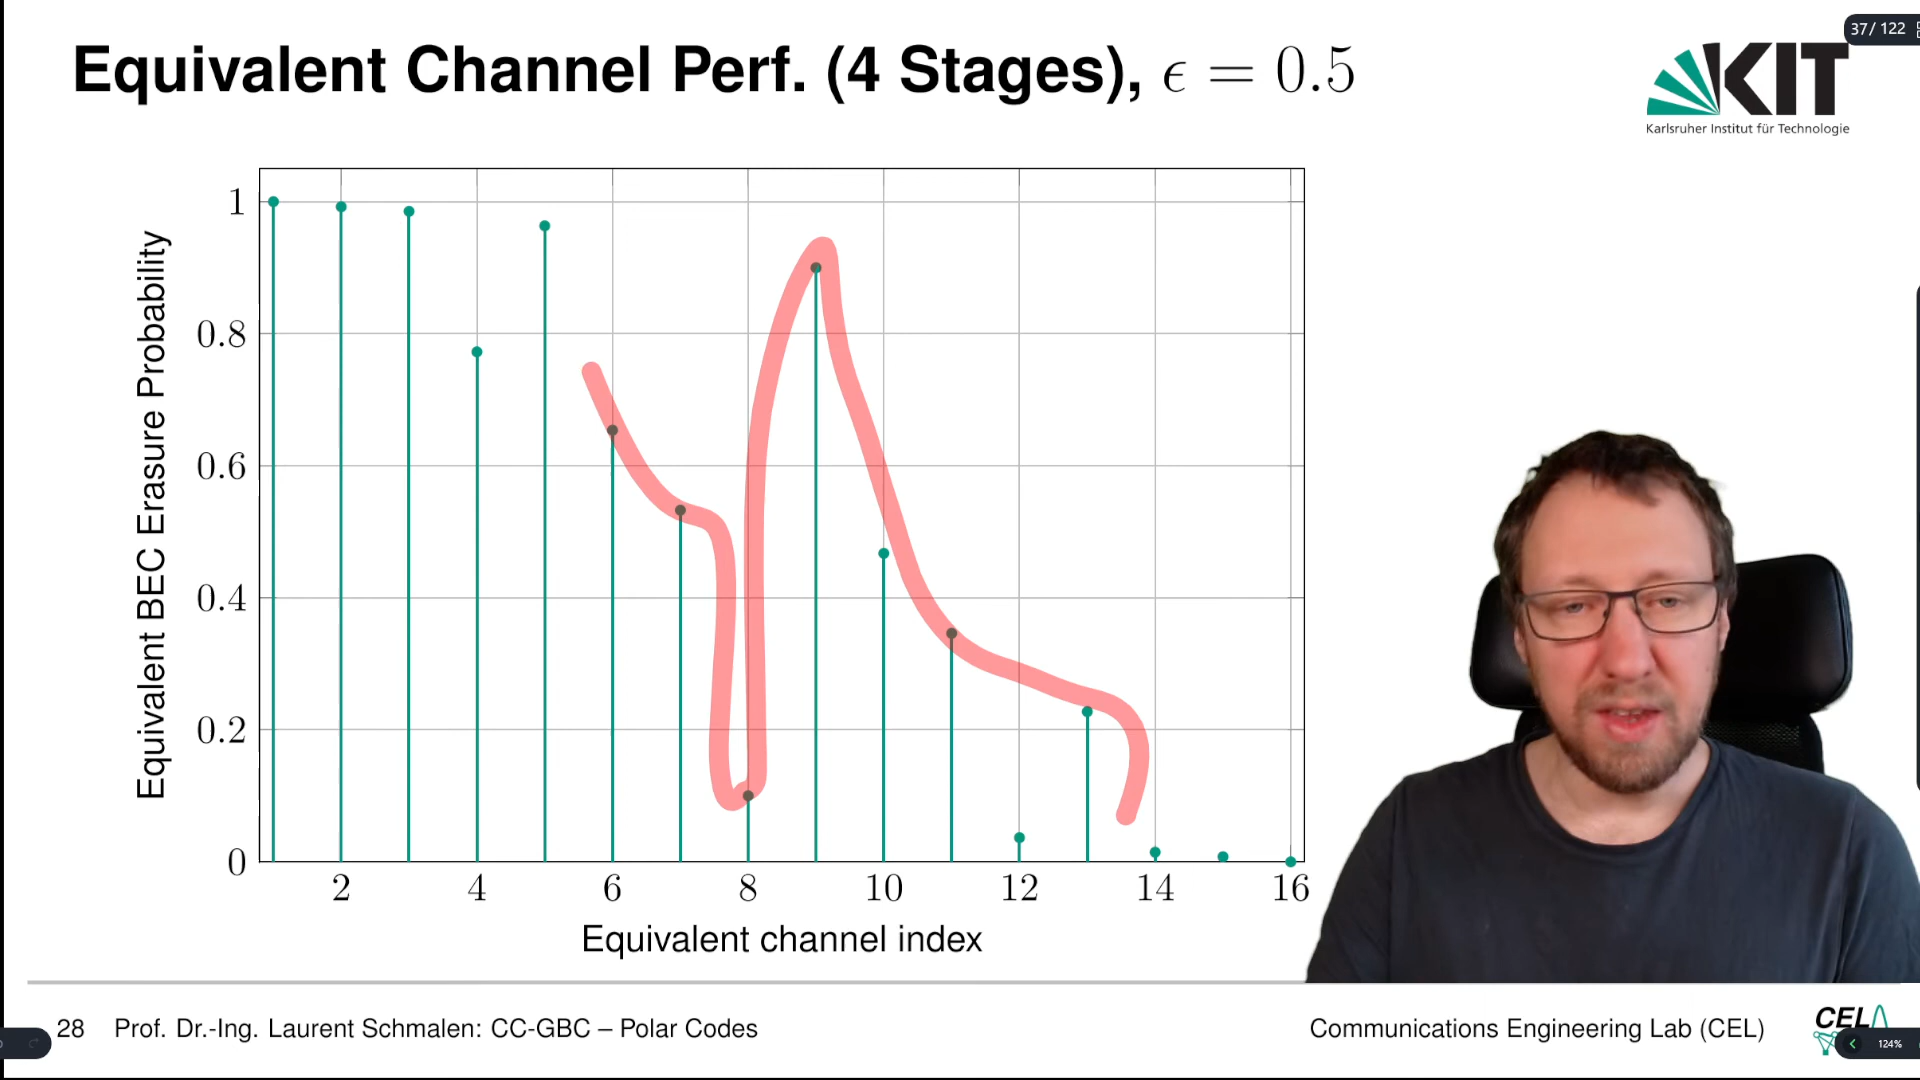 Equivalent Channel Perf. (4 Stages), ϵ = 0.5
37/ 122
KIT
Karlsruher Institut für Technologie
Equivalent BEC Erasure Probability
1
0.8
0.6
0.4
0.2
0
2 4 6 8 10 12 14 16
Equivalent channel index
28 Prof. Dr.-Ing. Laurent Schmalen: CC-GBC – Polar Codes
Communications Engineering Lab (CEL)
CEL
124%